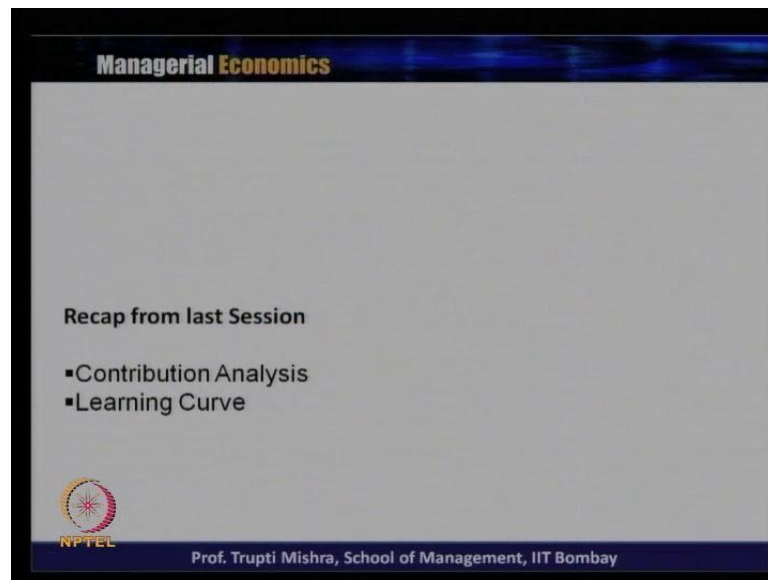 Managerial Economics
Recap from last Session
▪Contribution Analysis
▪Learning Curve
NPTEL
Prof. Trupti Mishra, School of Management, IIT Bombay